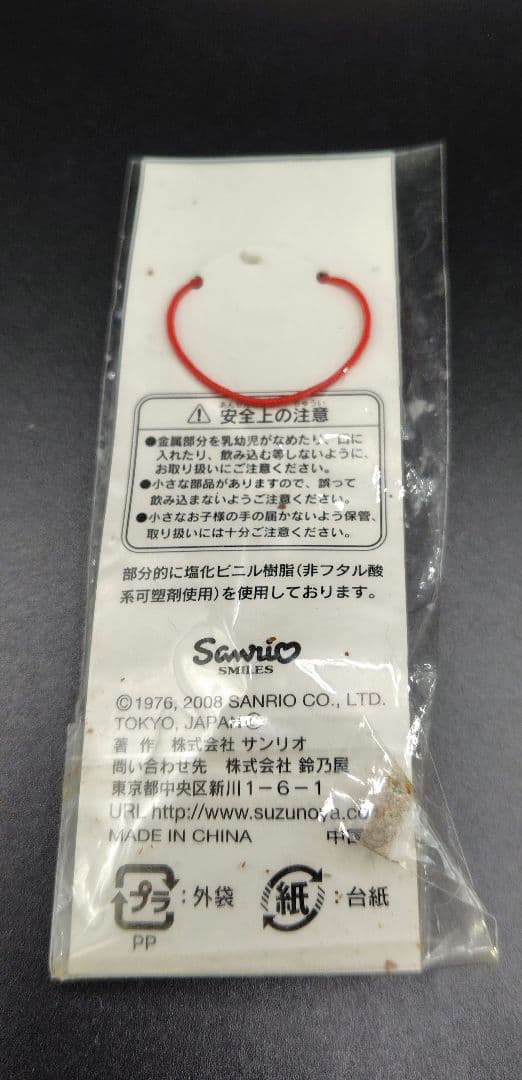 ⚠ 安全上の注意
●金属部分を乳幼児がなめたり、口に
入れたり、飲み込む等しないように、
お取り扱いにご注意ください。
●小さな部品がありますので、誤って
飲み込まないようご注意ください。
●小さなお子様の手の届かないよう保管、
取り扱いには十分ご注意ください。
部分的に塩化ビニル樹脂(非フタル酸
系可塑剤使用)を使用しております。
Sanrio
SMILES
©1976, 2008 SANRIO CO., LTD.
TOKYO, JAPAN Ⓛ
著 作 株式会社 サンリオ
問い合わせ先 株式会社 鈴乃屋
東京都中央区新川1-6-1
URL http://www.suzunoya.co
MADE IN CHINA 中国
プラ:外袋 紙:台紙
PP